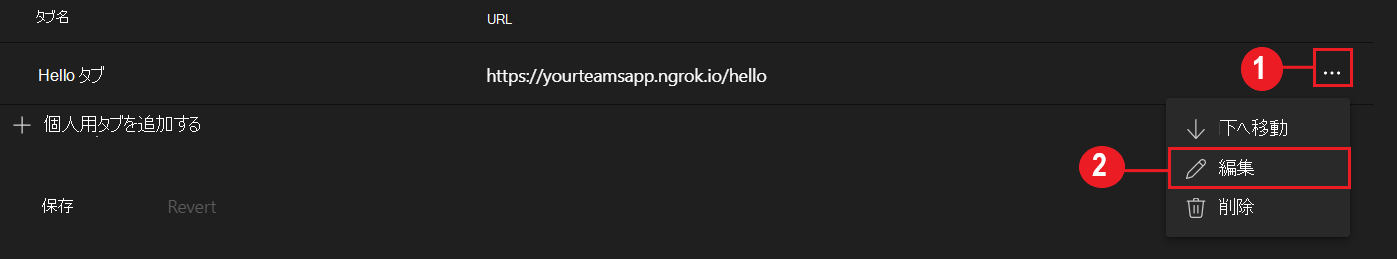 タブ名 URL
Hello タブ https://yourteamsapp.ngrok.io/hello 1 ...
+ 個人用タブを追加する
下へ移動
2 編集
保存 Revert 削除